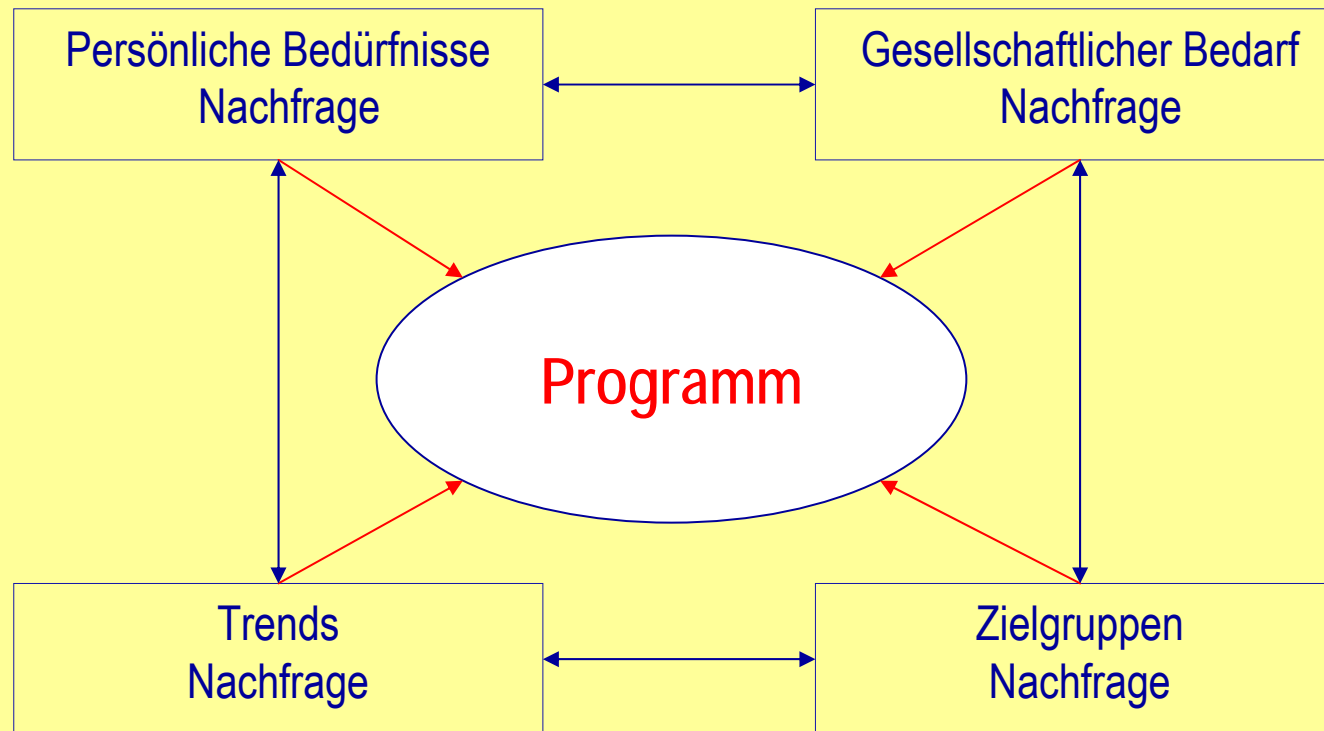 Persönliche Bedürfnisse
Nachfrage
Gesellschaftlicher Bedarf
Nachfrage
Programm
Trends
Nachfrage
Zielgruppen
Nachfrage